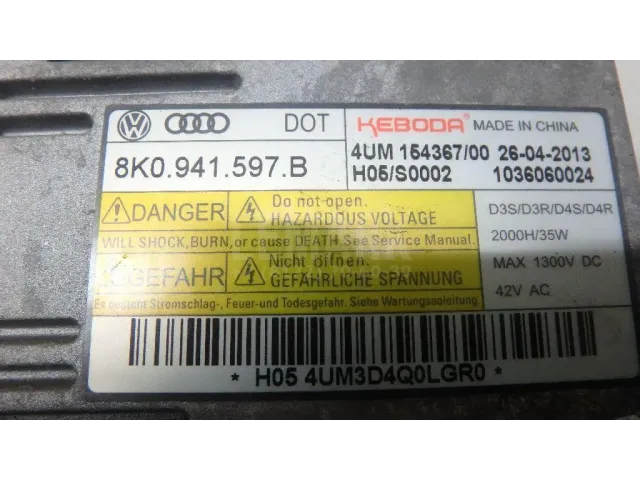 DOT KEBODA MADE IN CHINA
8K0.941.597.B
4UM 154367/00 26-04-2013
H05/S0002 1036060024
DANGER Do not open.
HAZARDOUS VOLTAGE
WILL SHOCK,BURN,or cause DEATH.See Service Manual.
GEFAHR Nicht öffnen.
GEFÄHRLICHE SPANNUNG
Es besteht Stromschlag-, Feuer-und Todesgefahr. Siehe Wartungsanleitung
D3S/D3R/D4S/D4R
2000H/35W
MAX 1300V DC
42V AC
* H05 4UM3D4Q0LGR0 *